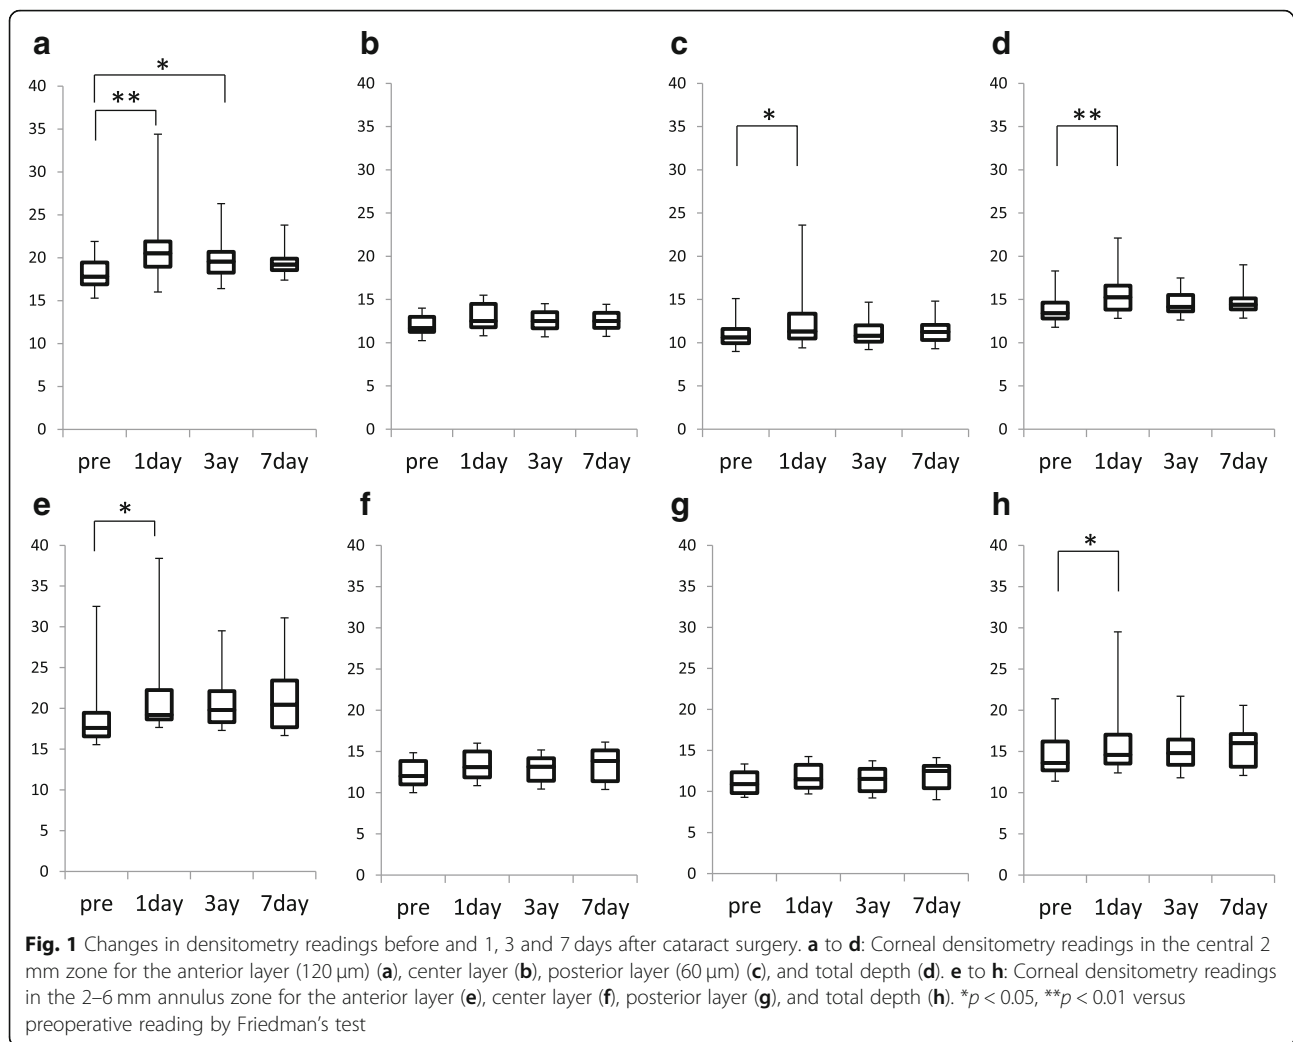 a b c d
* ** * **
40 40 40 40
35 35 35 35
30 30 30 30
25 25 25 25
20 20 20 20
15 15 15 15
10 10 10 10
5 5 5 5
0 0 0 0
pre 1day 3ay 7day pre 1day 3ay 7day pre 1day 3ay 7day pre 1day 3ay 7day
e f g h
* *
40 40 40 40
35 35 35 35
30 30 30 30
25 25 25 25
20 20 20 20
15 15 15 15
10 10 10 10
5 5 5 5
0 0 0 0
pre 1day 3ay 7day pre 1day 3ay 7day pre 1day 3ay 7day pre 1day 3ay 7day
Fig. 1 Changes in densitometry readings before and 1, 3 and 7 days after cataract surgery. a to d: Corneal densitometry readings in the central 2
mm zone for the anterior layer (120 μm) (a), center layer (b), posterior layer (60 μm) (c), and total depth (d). e to h: Corneal densitometry readings
in the 2–6 mm annulus zone for the anterior layer (e), center layer (f), posterior layer (g), and total depth (h). *p < 0.05, **p < 0.01 versus
preoperative reading by Friedman's test